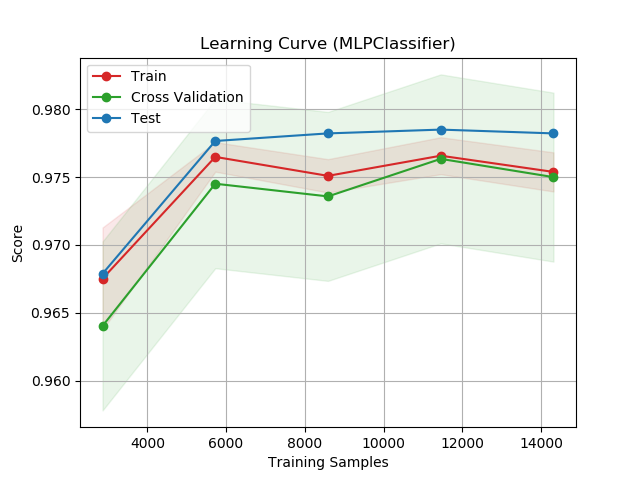 Learning Curve (MLPClassifier)
Train
Cross Validation
Test
0.980
0.975
0.970
0.965
0.960
Score
4000 6000 8000 10000 12000 14000
Training Samples